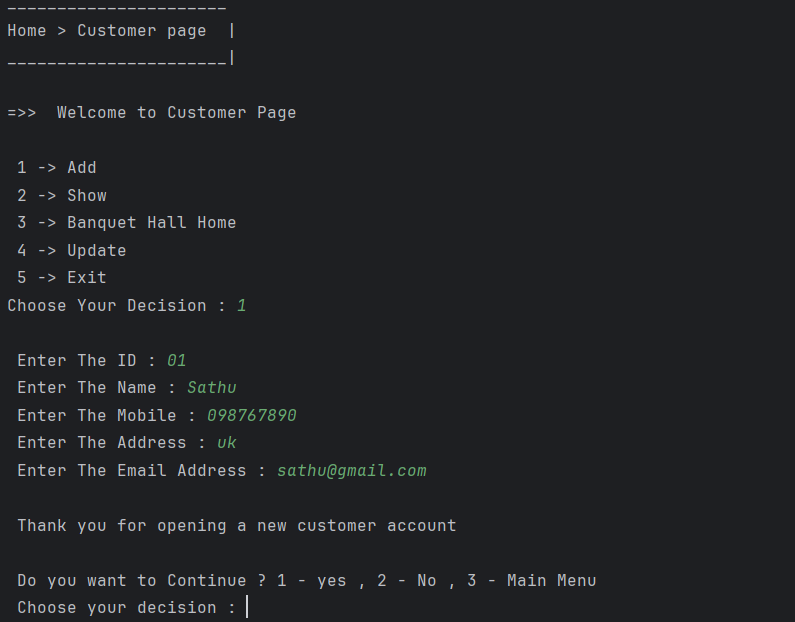 ______________________
Home > Customer page  |
______________________|
=>>  Welcome to Customer Page
1 -> Add
2 -> Show
3 -> Banquet Hall Home
4 -> Update
5 -> Exit
Choose Your Decision : 1
Enter The ID : 01
Enter The Name : Sathu
Enter The Mobile : 098767890
Enter The Address : uk
Enter The Email Address : sathu@gmail.com
Thank you for opening a new customer account
Do you want to Continue ? 1 - yes , 2 - No , 3 - Main Menu
Choose your decision :